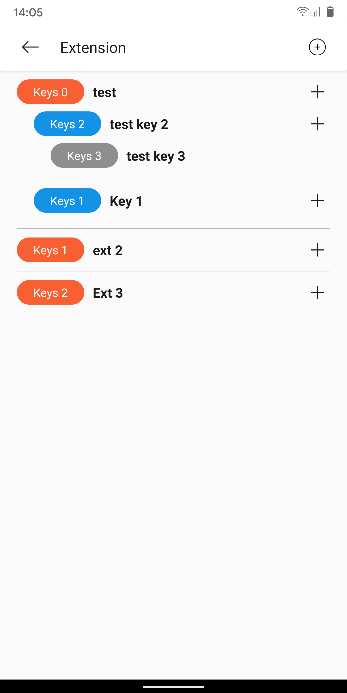 14:05
Extension
Keys 0 test
Keys 2 test key 2
Keys 3 test key 3
Keys 1 Key 1
Keys 1 ext 2
Keys 2 Ext 3